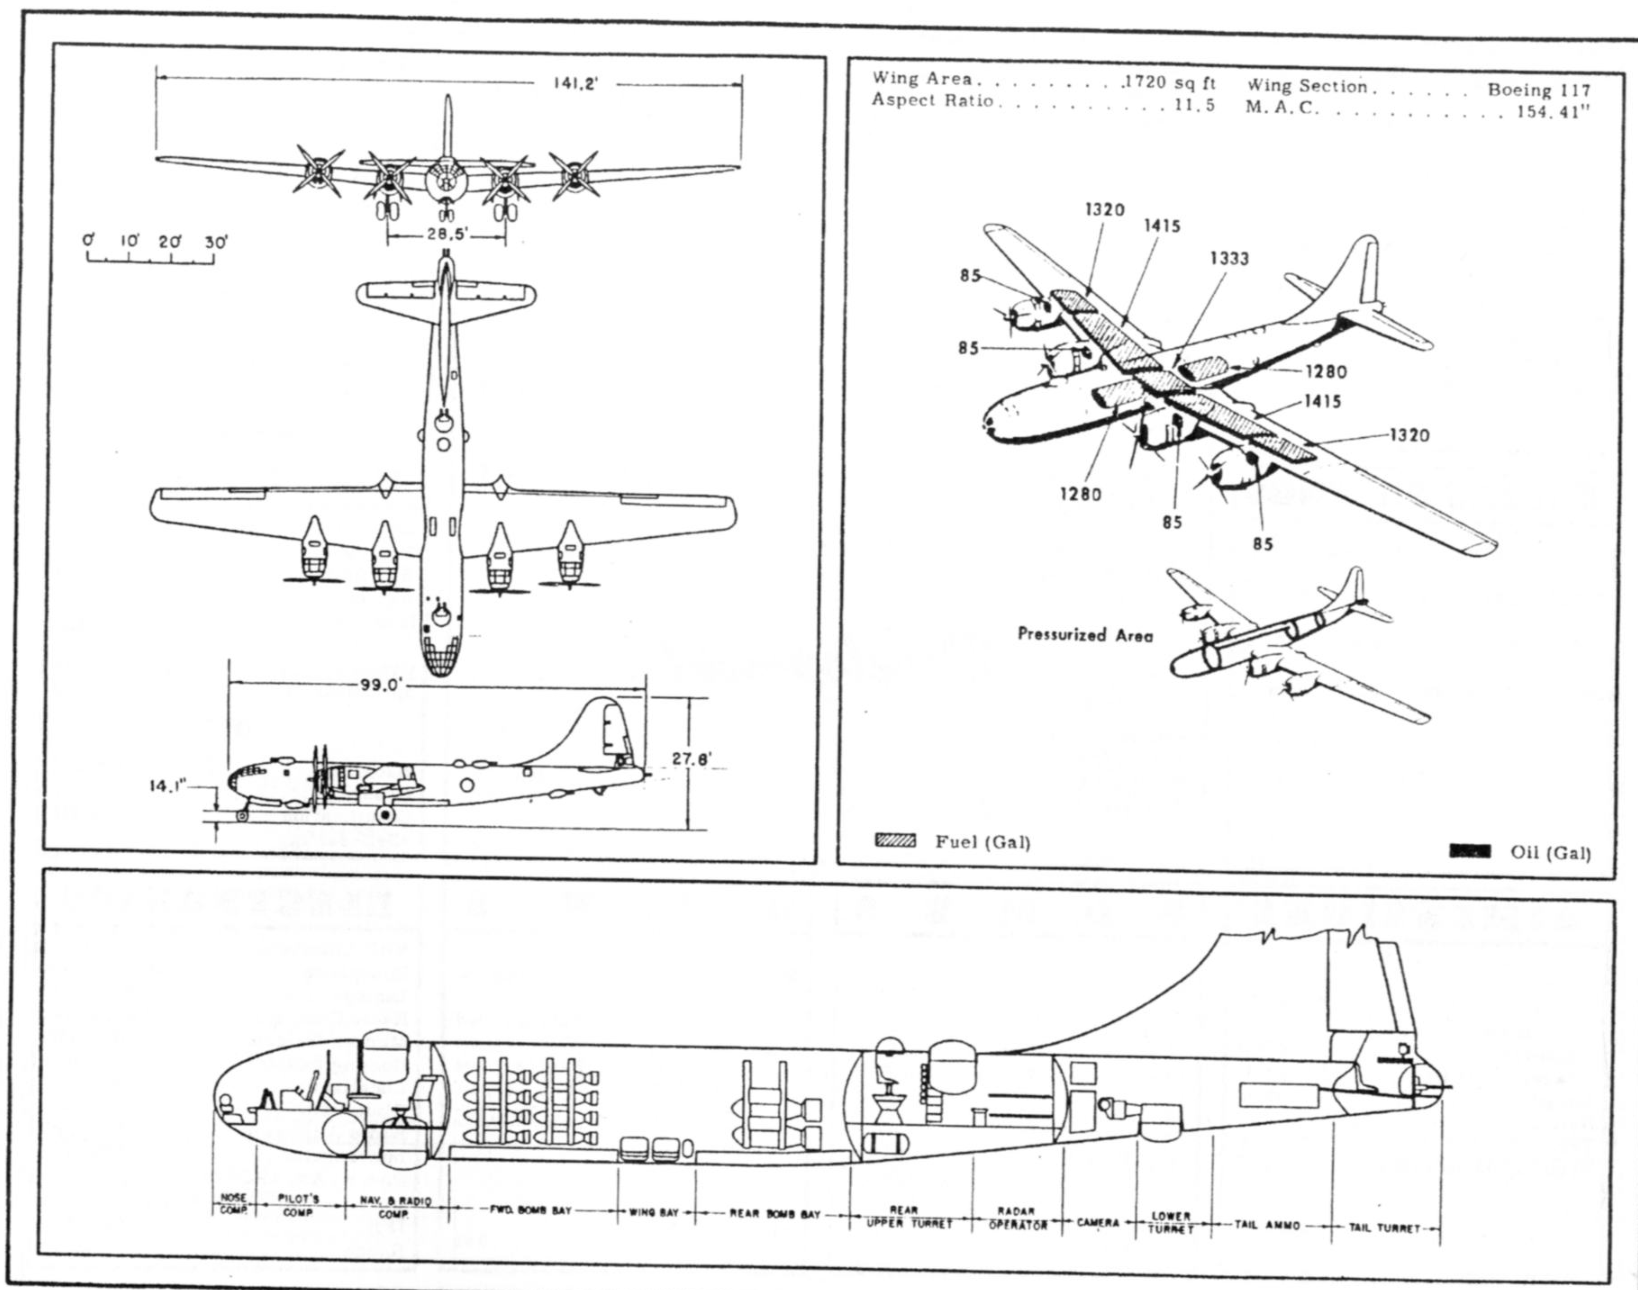 141.2'
28.5'
0' 10' 20' 30'
99.0'
27.8'
14.1"
Wing Area. . . . . . . . . .1720 sq ft
Aspect Ratio. . . . . . . . . . . 11.5
Wing Section. . . . . . . Boeing 117
M. A. C. . . . . . . . . . . . 154. 41"
1320
1415
1333
85
85
1280
1415
1320
1280
85
85
Pressurized Area
Fuel (Gal)
Oil (Gal)
NOSE
COMP.
PILOT'S
COMP.
NAV. & RADIO
COMP.
FWD. BOMB BAY
WING BAY
REAR BOMB BAY
REAR
UPPER TURRET
RADAR
OPERATOR
CAMERA
LOWER
TURRET
TAIL AMMO
TAIL TURRET